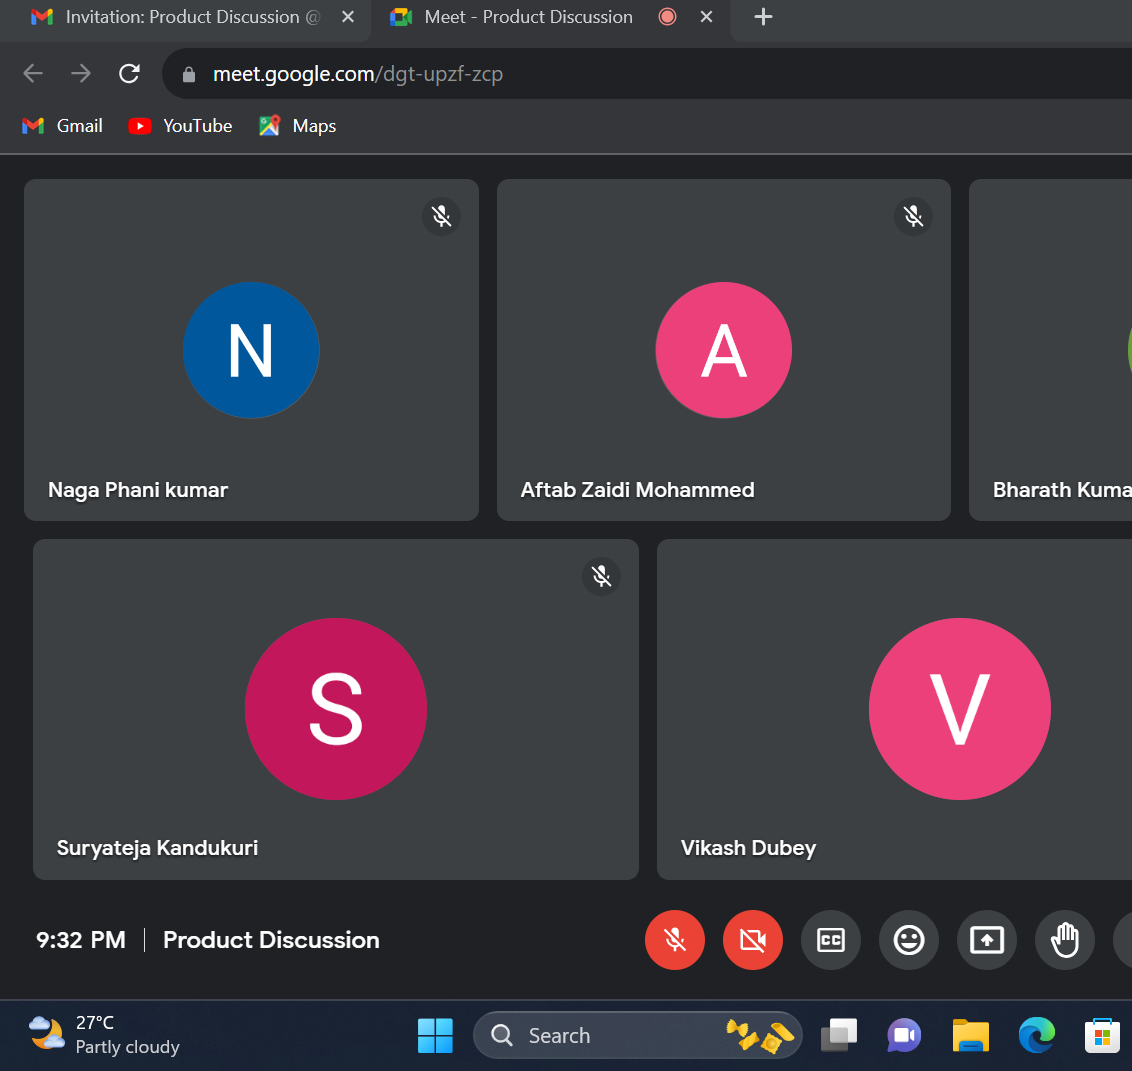 Invitation: Product Discussion @
Meet - Product Discussion
meet.google.com/dgt-upzf-zcp
Gmail
YouTube
Maps
N
Naga Phani kumar
A
Aftab Zaidi Mohammed
Bharath Kuma
S
Suryateja Kandukuri
V
Vikash Dubey
9:32 PM
Product Discussion
CC
27°C
Partly cloudy
Search